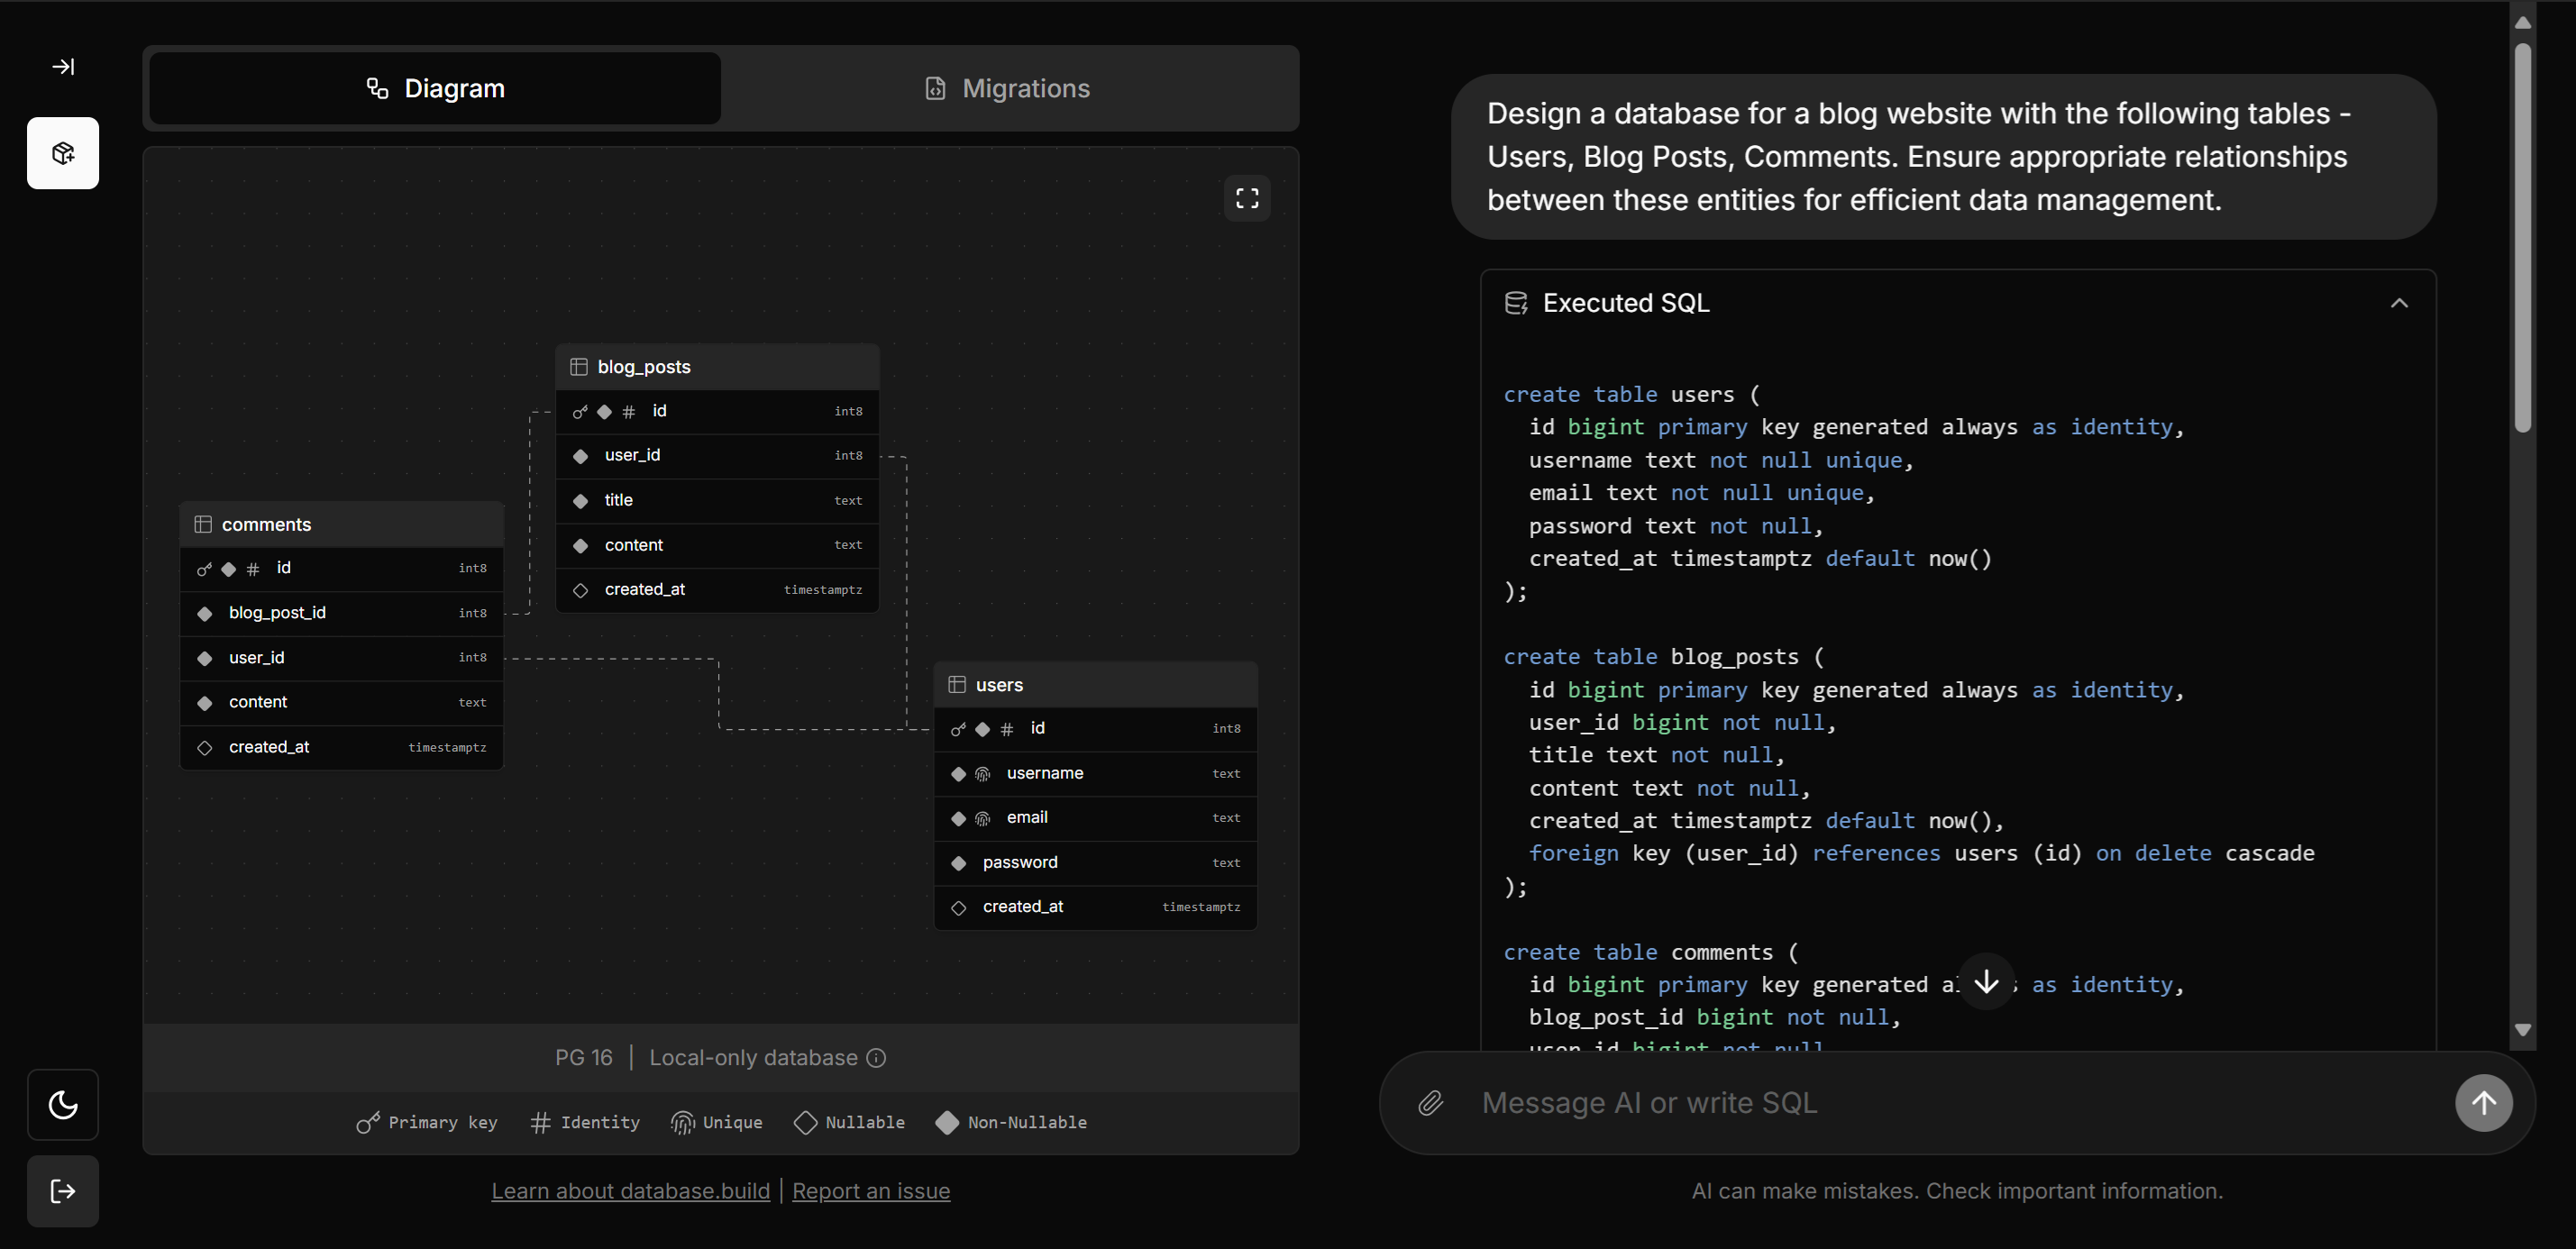 Diagram
Migrations
blog_posts
id int8
user_id int8
title text
content text
created_at timestamptz
comments
id int8
blog_post_id int8
user_id int8
content text
created_at timestamptz
users
id int8
username text
email text
password text
created_at timestamptz
PG 16 | Local-only database
Primary key # Identity Unique Nullable Non-Nullable
Learn about database.build | Report an issue
Design a database for a blog website with the following tables -
Users, Blog Posts, Comments. Ensure appropriate relationships
between these entities for efficient data management.
Executed SQL
create table users (
  id bigint primary key generated always as identity,
  username text not null unique,
  email text not null unique,
  password text not null,
  created_at timestamptz default now()
);
create table blog_posts (
  id bigint primary key generated always as identity,
  user_id bigint not null,
  title text not null,
  content text not null,
  created_at timestamptz default now(),
  foreign key (user_id) references users (id) on delete cascade
);
create table comments (
  id bigint primary key generated as identity,
  blog_post_id bigint not null,
  user_id bigint not null
Message AI or write SQL
AI can make mistakes. Check important information.